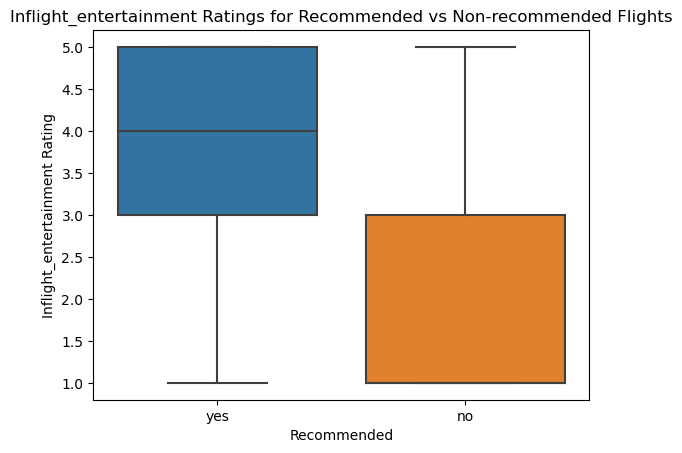 Inflight_entertainment Ratings for Recommended vs Non-recommended Flights
5.0
4.5
4.0
3.5
3.0
2.5
2.0
1.5
1.0
Inflight_entertainment Rating
yes
no
Recommended